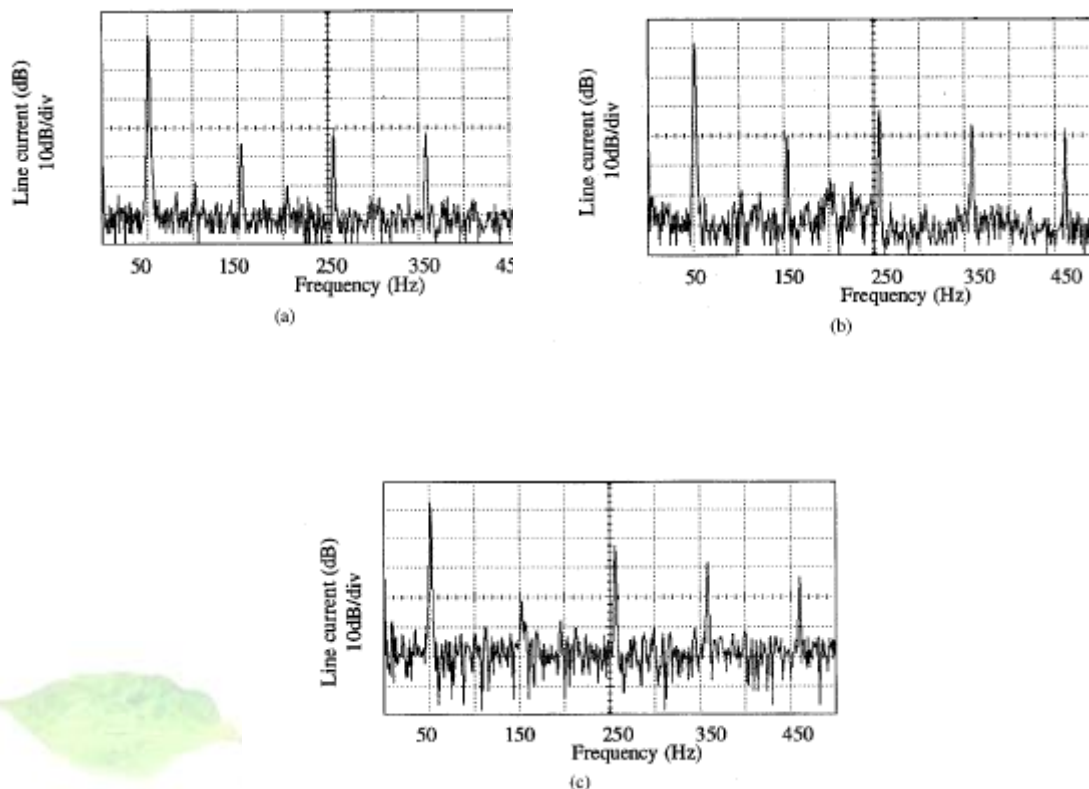 Line current (dB)
10dB/div
50 150 250 350 45
Frequency (Hz)
(a)
Line current (dB)
10dB/div
50 150 250 350 450
Frequency (Hz)
(b)
Line current (dB)
10dB/div
50 150 250 350 450
Frequency (Hz)
(c)